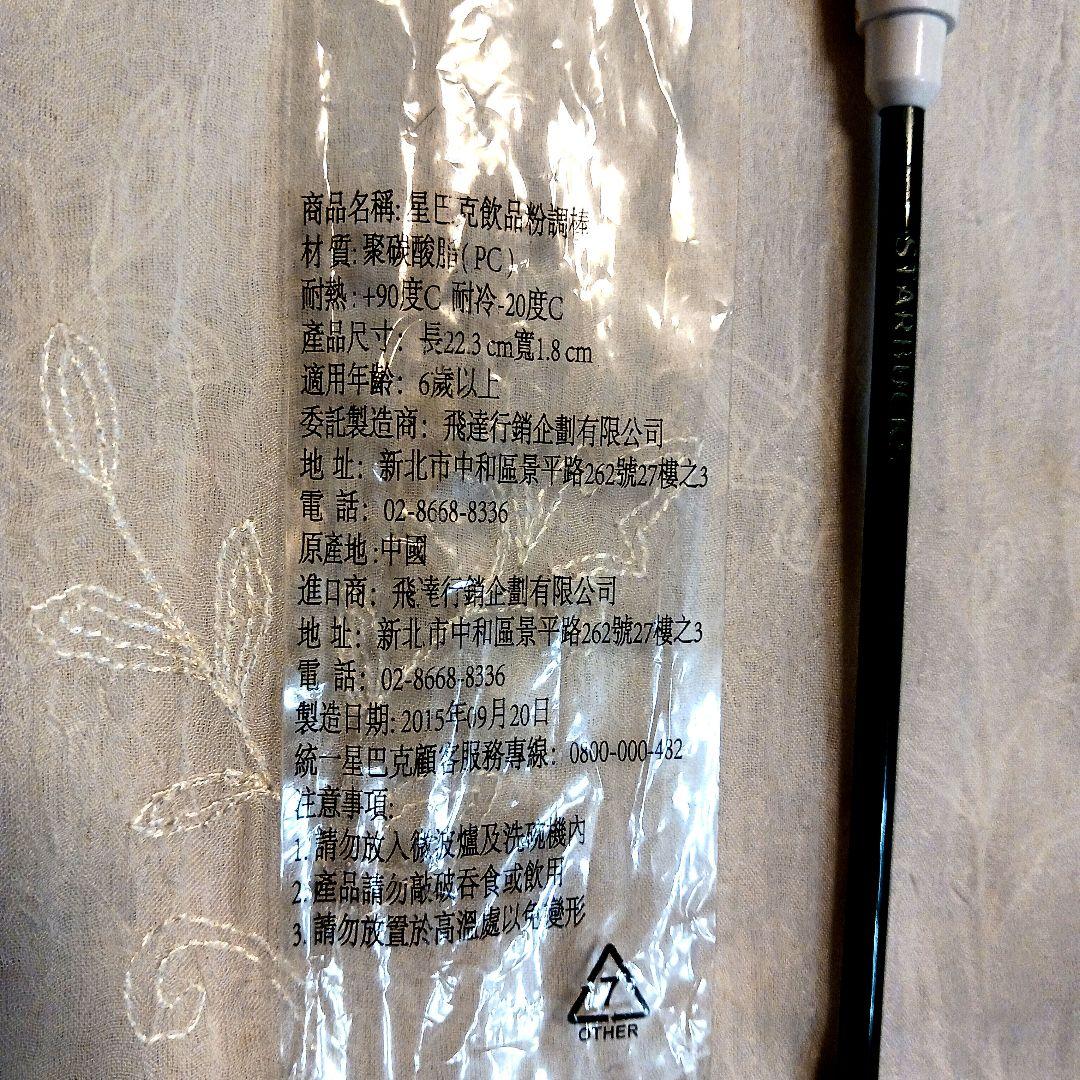 商品名稱: 星巴克飲品粉調棒
材 質: 聚碳酸脂(PC)
耐熱:+90度C 耐冷-20度C
產品尺寸: 長22.3 cm寬1.8 cm
適用年齡: 6歲以上
委託製造商: 飛達行銷企劃有限公司
地 址: 新北市中和區景平路262號27樓之3
電 話: 02-8668-8336
原產地:中國
進口商: 飛達行銷企劃有限公司
地 址: 新北市中和區景平路262號27樓之3
電 話: 02-8668-8336
製造日期: 2015年09月20日
統一星巴克顧客服務專線: 0800-000-482
注意事項:
1. 請勿放入微波爐及洗碗機內
2. 產品請勿敲破吞食或飲用
3. 請勿放置於高溫處以免變形
7
OTHER
STARBUCKS